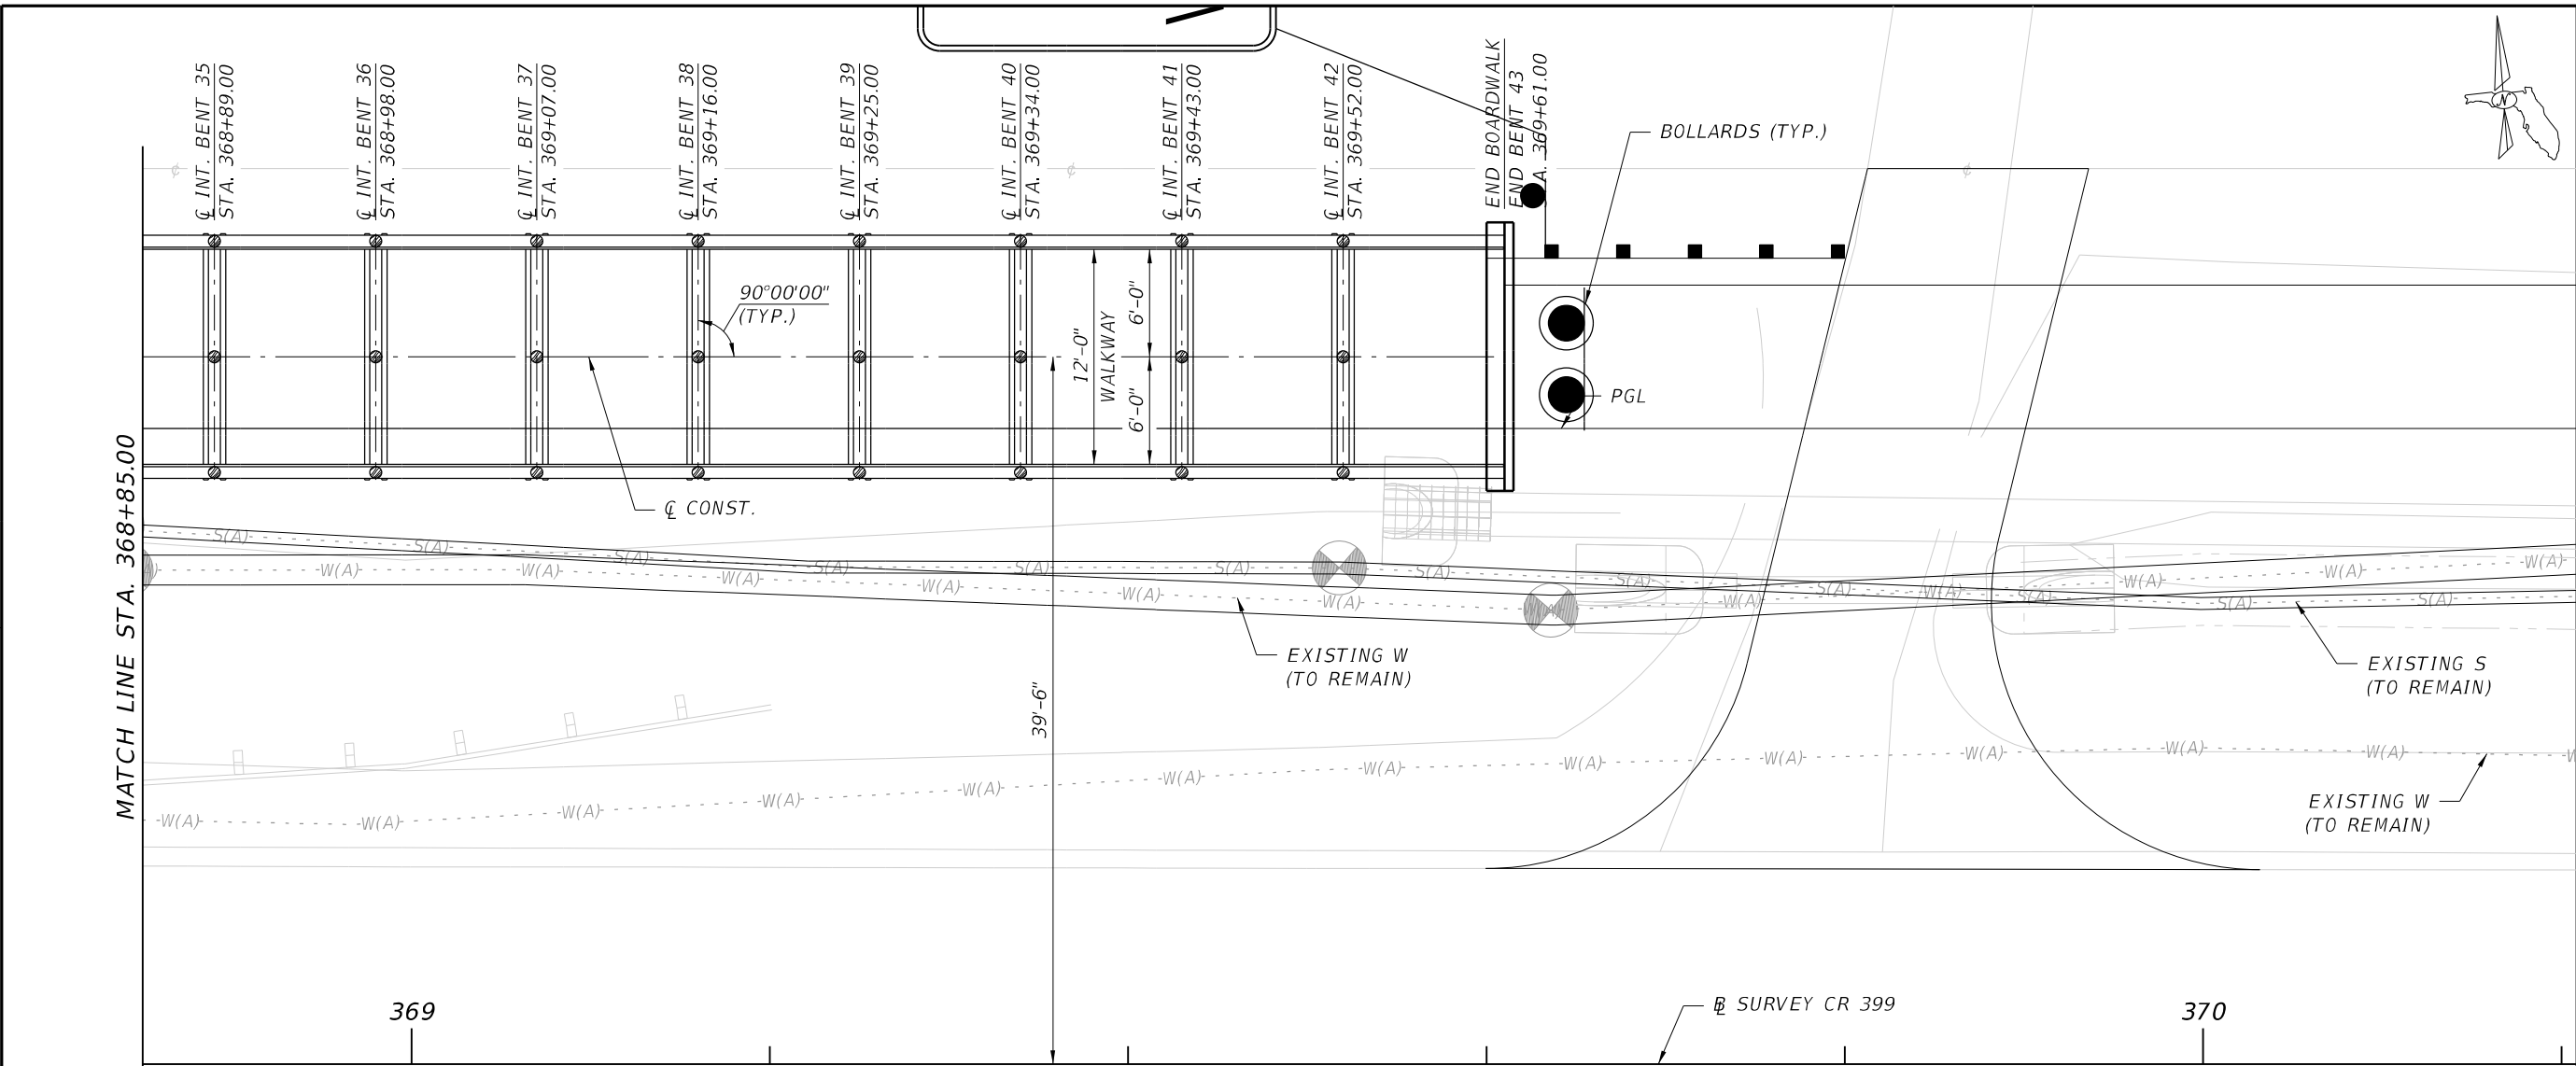 ℄ INT. BENT 35
STA. 368+89.00
℄ INT. BENT 36
STA. 368+98.00
℄ INT. BENT 37
STA. 369+07.00
℄ INT. BENT 38
STA. 369+16.00
℄ INT. BENT 39
STA. 369+25.00
℄ INT. BENT 40
STA. 369+34.00
℄ INT. BENT 41
STA. 369+43.00
℄ INT. BENT 42
STA. 369+52.00
END BOARDWALK
END BENT 43
A. 369+61.00
BOLLARDS (TYP.)
N
℄
℄
℄
90°00'00"
(TYP.)
12'-0"
WALKWAY
6'-0"
6'-0"
PGL
℄ CONST.
MATCH LINE STA. 368+85.00
S(A)
S(A)
S(A)
S(A)
S(A)
S(A)
S(A)
S(A)
S(A)
S(A)
S(A)
S(A)
W(A)
W(A)
W(A)
W(A)
W(A)
W(A)
W(A)
W(A)
W(A)
W(A)
W(A)
EXISTING W
(TO REMAIN)
EXISTING S
(TO REMAIN)
39'-6"
W(A)
W(A)
W(A)
W(A)
W(A)
W(A)
W(A)
W(A)
W(A)
W(A)
W(A)
W(A)
EXISTING W
(TO REMAIN)
369
B̲L SURVEY CR 399
370